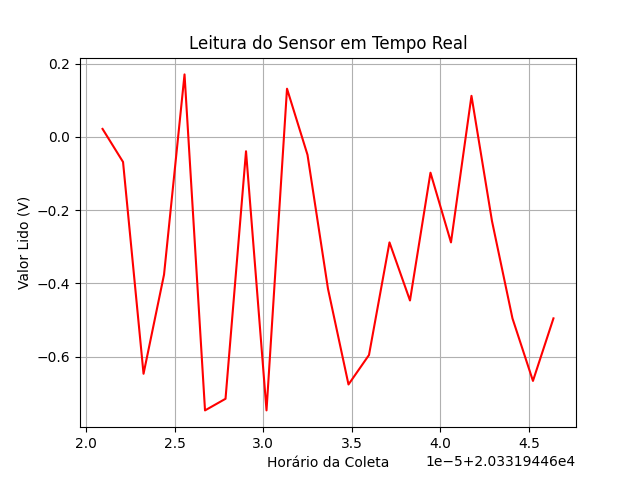 Leitura do Sensor em Tempo Real
0.2
0.0
−0.2
−0.4
−0.6
Valor Lido (V)
2.0 2.5 3.0 3.5 4.0 4.5
Horário da Coleta
1e−5+2.03319446e4